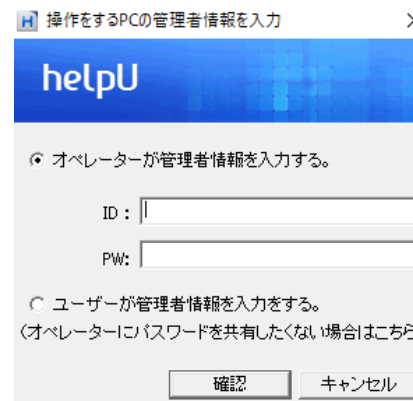 操作をするPCの管理者情報を入力
helpU
オペレーターが管理者情報を入力する。
ID :
PW:
ユーザーが管理者情報を入力をする。
(オペレーターにパスワードを共有したくない場合はこちら
確認 キャンセル